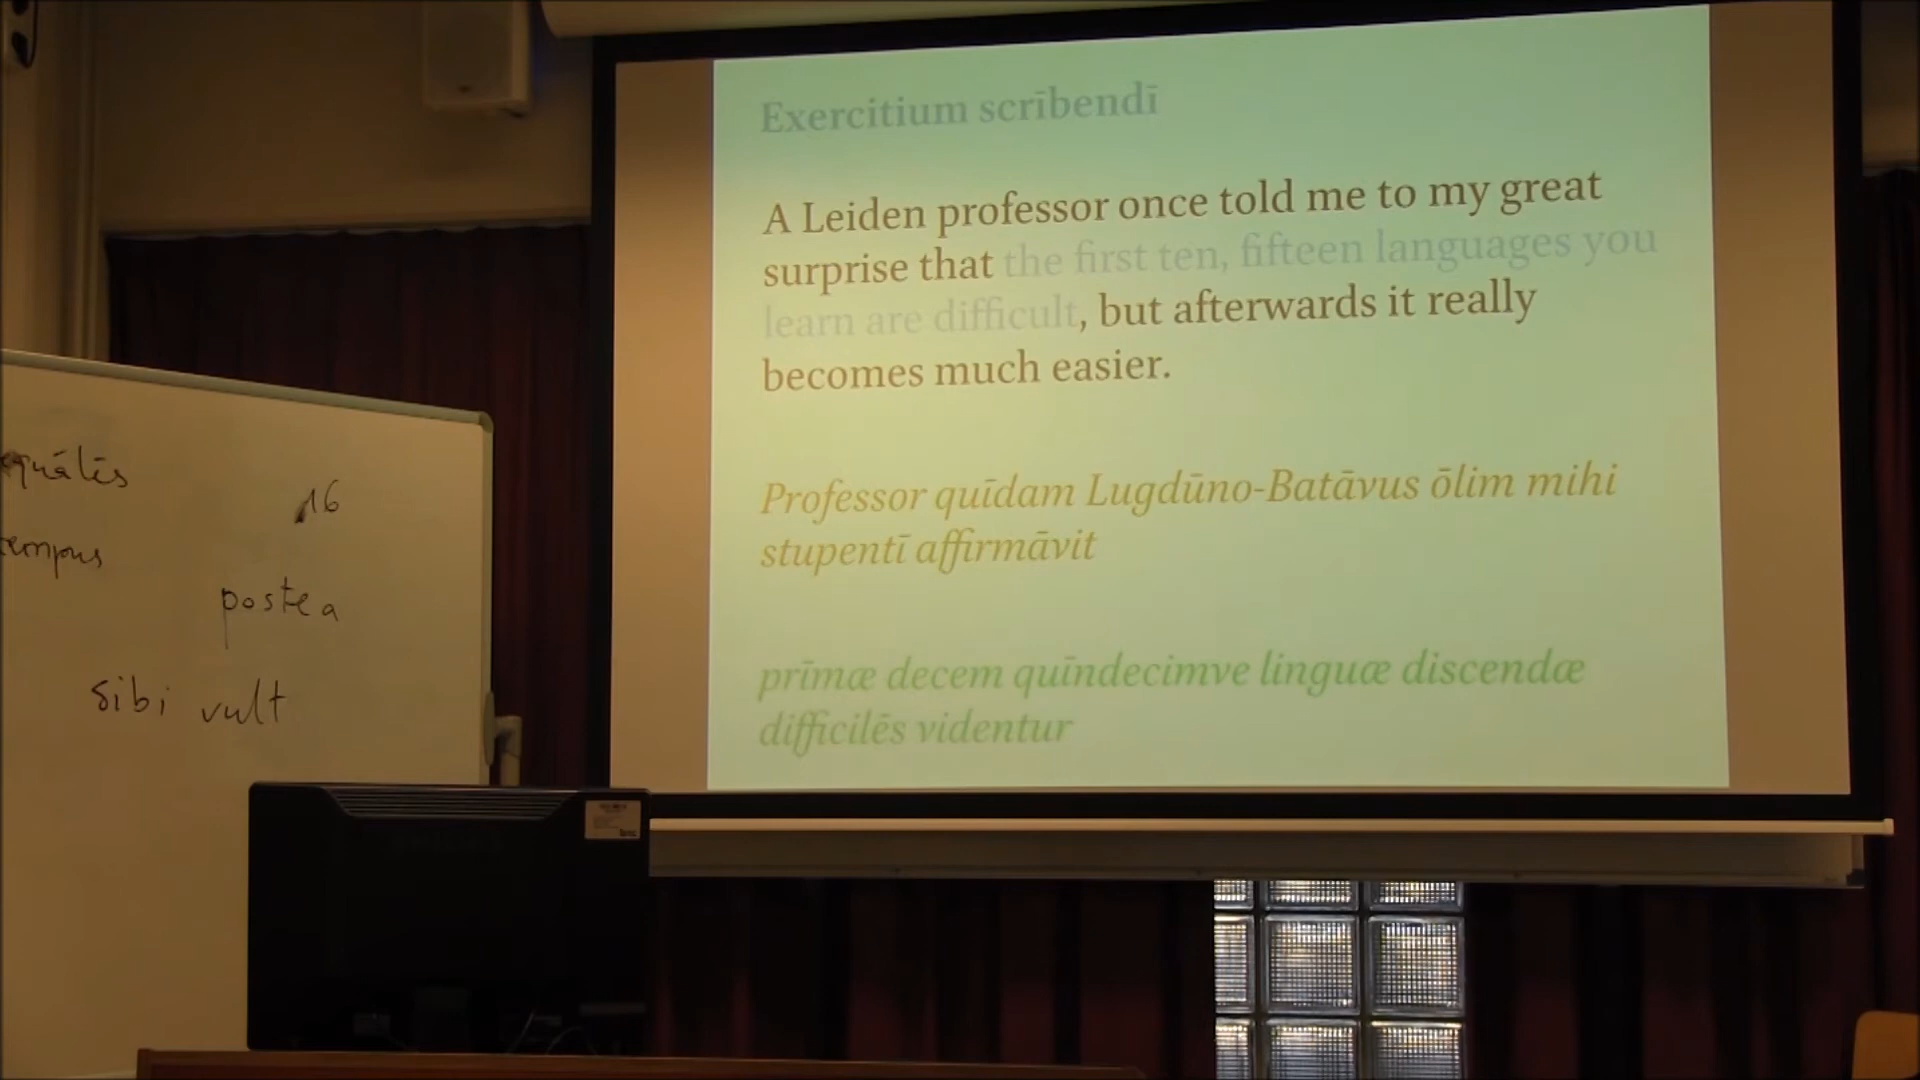 Exercitium scrībendī
A Leiden professor once told me to my great
surprise that the first ten, fifteen languages you
learn are difficult, but afterwards it really
becomes much easier.
Professor quīdam Lugdūno-Batāvus ōlim mihi
stupentī affirmāvit
prīmæ decem quīndecimve linguæ discendæ
difficilēs videntur
16
postea
sibi vult